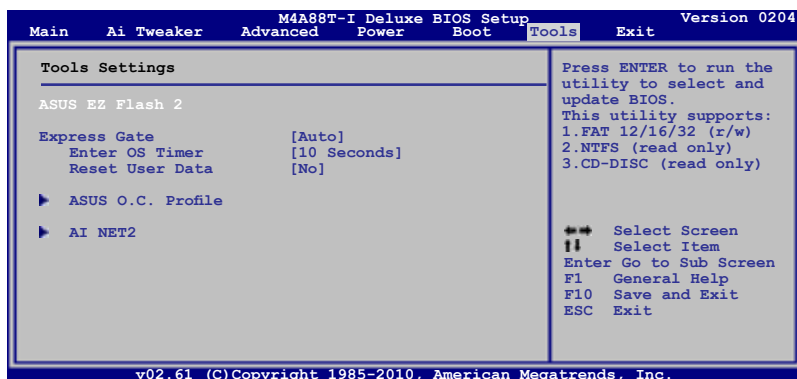 M4A88T-I Deluxe BIOS Setup Version 0204
Main Ai Tweaker Advanced Power Boot Tools Exit
Tools Settings
ASUS EZ Flash 2
Express Gate [Auto]
Enter OS Timer [10 Seconds]
Reset User Data [No]
ASUS O.C. Profile
AI NET2
Press ENTER to run the
utility to select and
update BIOS.
This utility supports:
1.FAT 12/16/32 (r/w)
2.NTFS (read only)
3.CD-DISC (read only)
Select Screen
Select Item
Enter Go to Sub Screen
F1 General Help
F10 Save and Exit
ESC Exit
v02.61 (C)Copyright 1985-2010, American Megatrends, Inc.